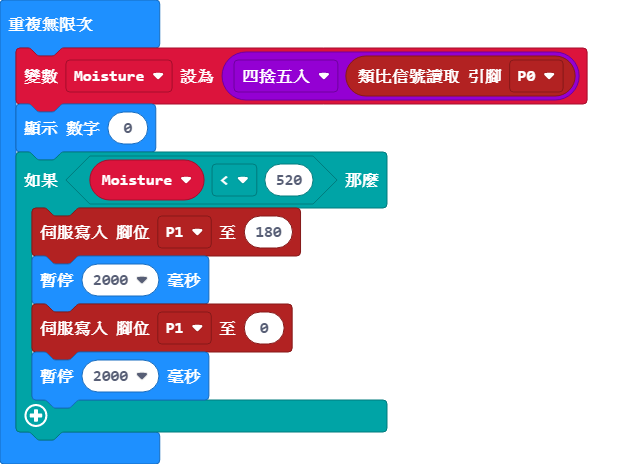 重複無限次
變數 Moisture 設為 四捨五入 類比信號讀取 引腳 P0
顯示 數字 0
如果 Moisture < 520 那麼
伺服寫入 腳位 P1 至 180
暫停 2000 毫秒
伺服寫入 腳位 P1 至 0
暫停 2000 毫秒